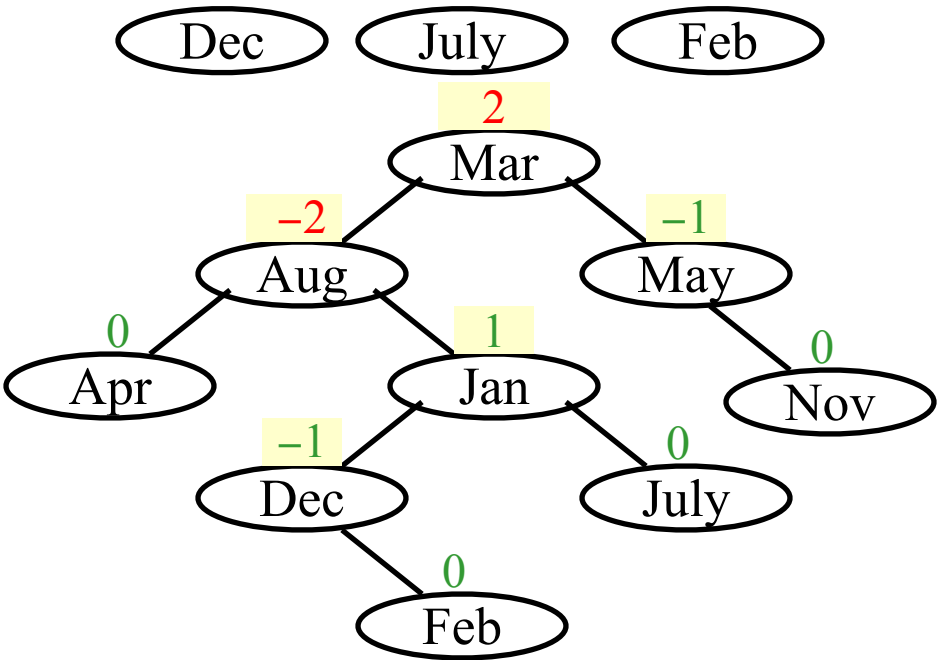 Dec July Feb
2
Mar
−2 −1
Aug May
0 1 0
Apr Jan Nov
−1 0
Dec July
0
Feb